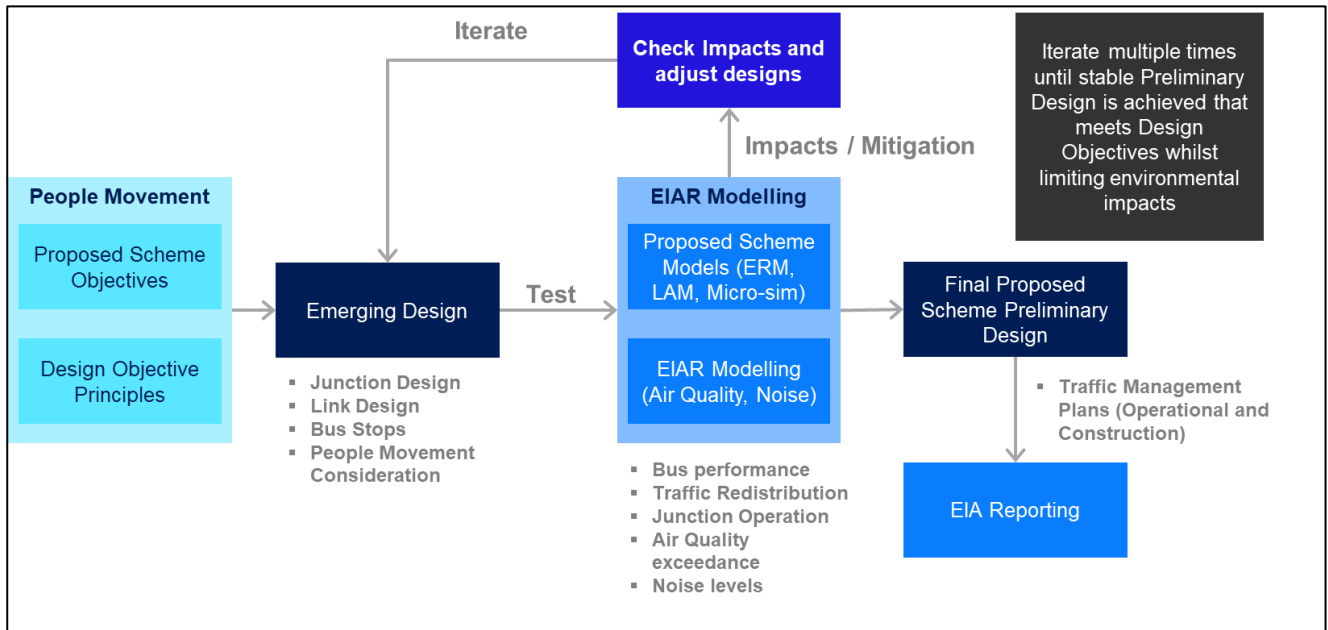 Iterate
Check Impacts and
adjust designs
Iterate multiple times
until stable Preliminary
Design is achieved that
meets Design
Objectives whilst
limiting environmental
impacts
Impacts / Mitigation
People Movement
Proposed Scheme
Objectives
Design Objective
Principles
Emerging Design
▪ Junction Design
▪ Link Design
▪ Bus Stops
▪ People Movement
Consideration
Test
EIAR Modelling
Proposed Scheme
Models (ERM,
LAM, Micro-sim)
EIAR Modelling
(Air Quality, Noise)
▪ Bus performance
▪ Traffic Redistribution
▪ Junction Operation
▪ Air Quality
exceedance
▪ Noise levels
Final Proposed
Scheme Preliminary
Design
▪ Traffic Management
Plans (Operational and
Construction)
EIA Reporting